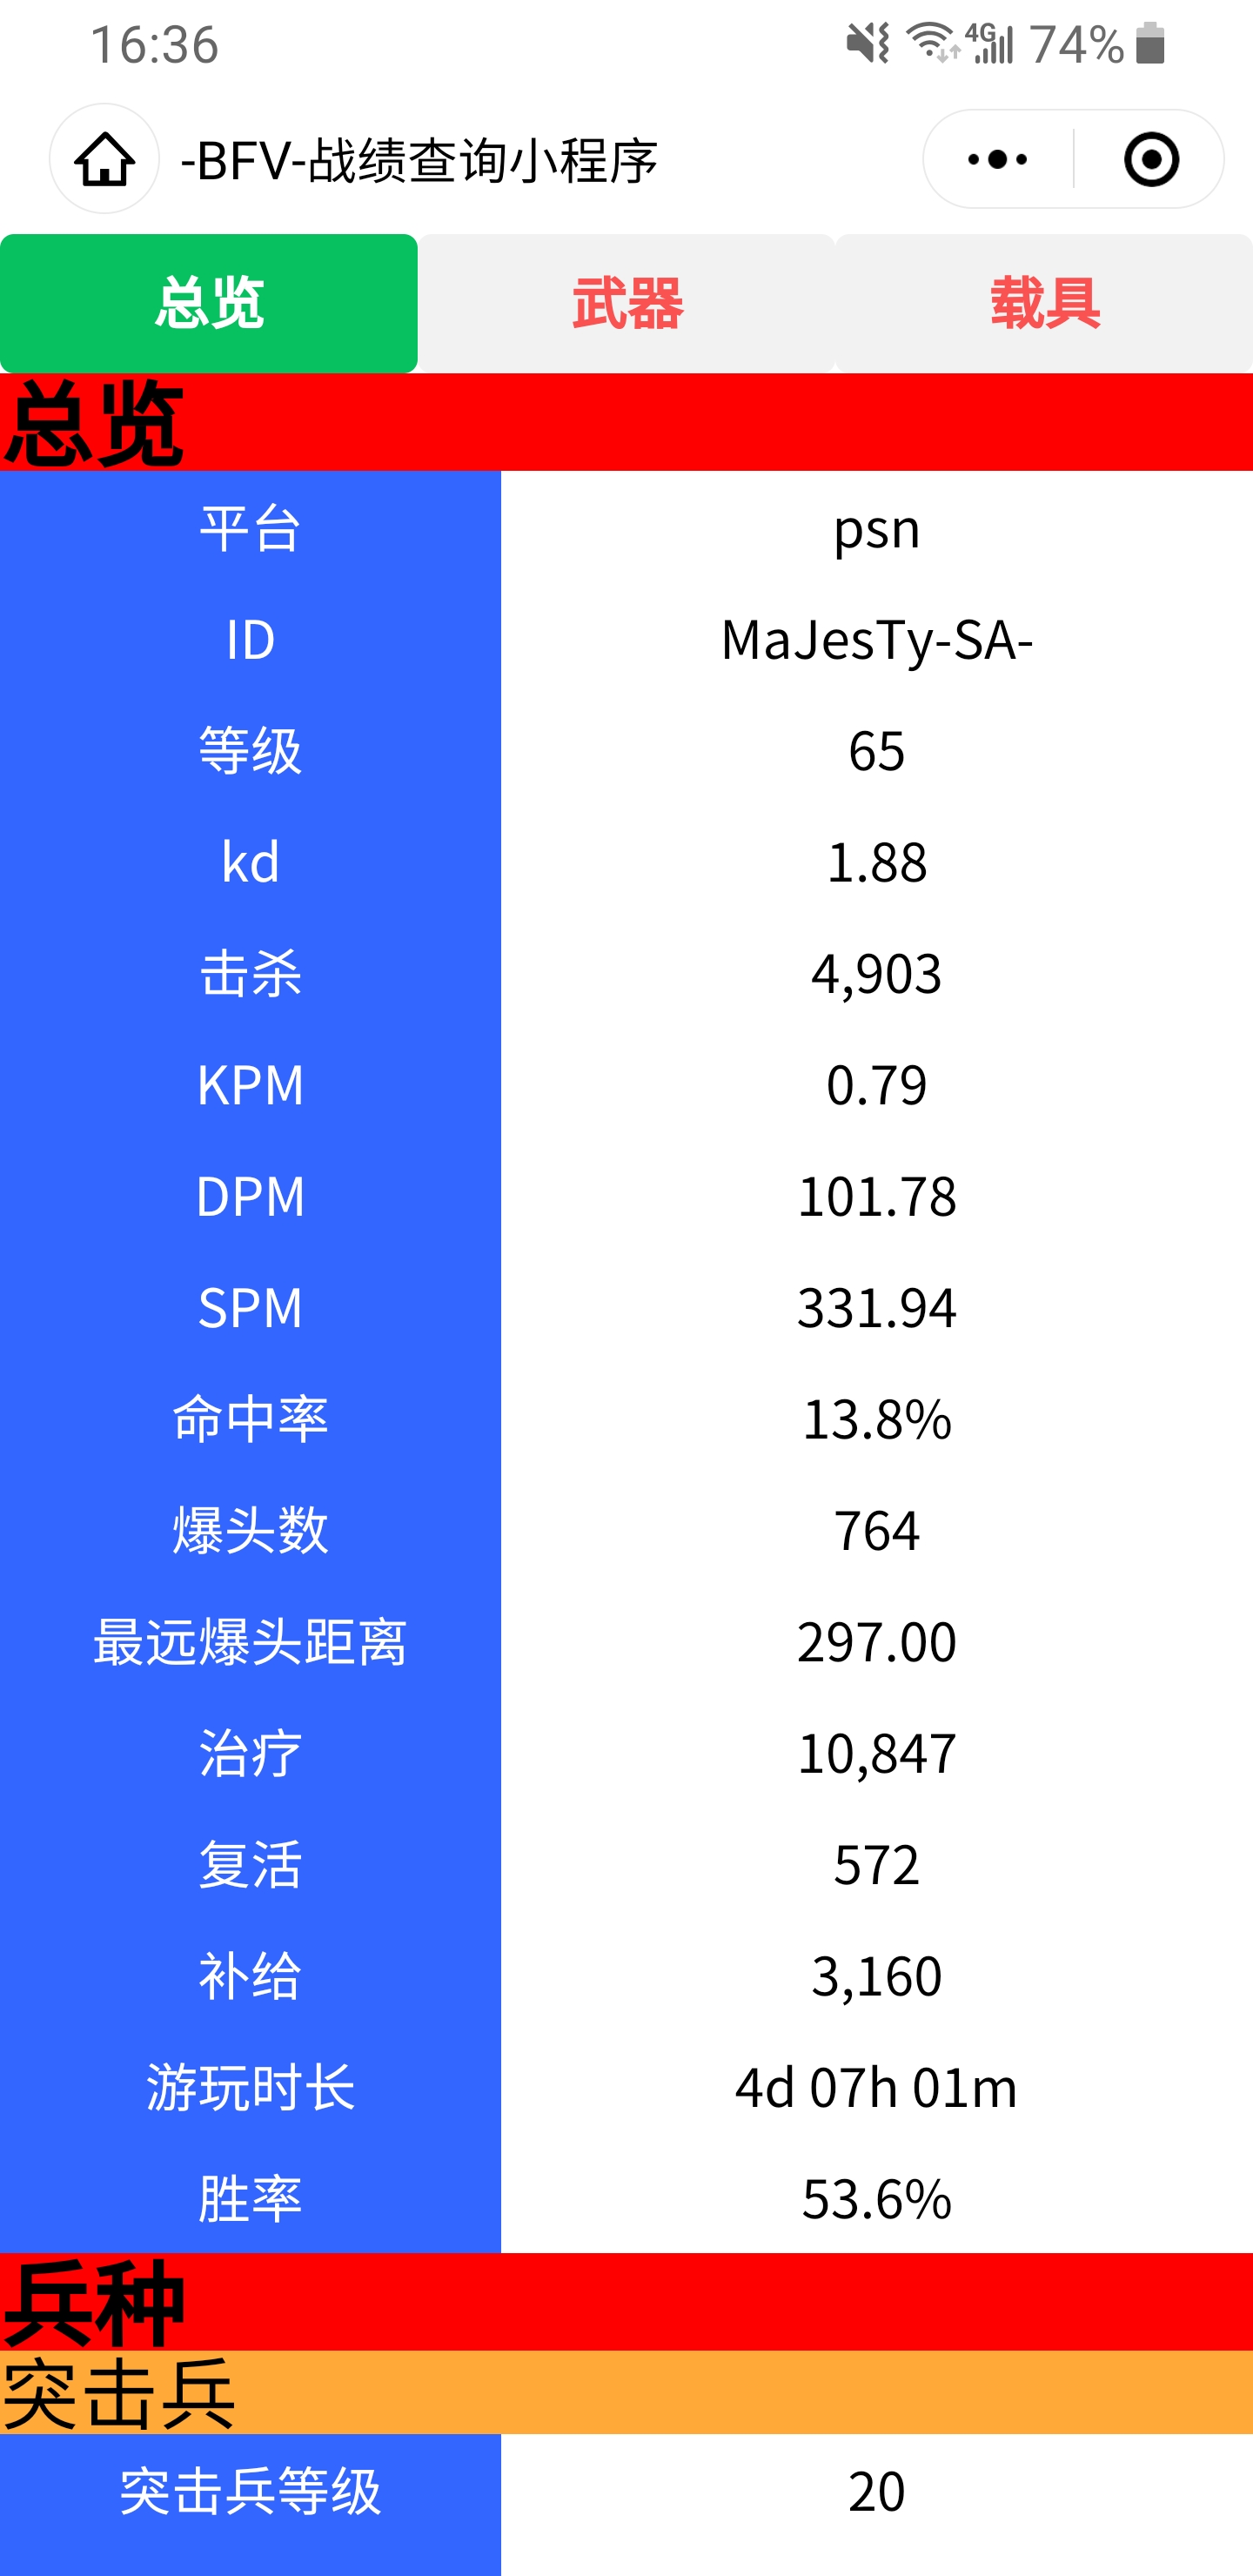 16:36
4G 74%
-BFV-战绩查询小程序
总览 武器 载具
总览
平台 psn
ID MaJesTy-SA-
等级 65
kd 1.88
击杀 4,903
KPM 0.79
DPM 101.78
SPM 331.94
命中率 13.8%
爆头数 764
最远爆头距离 297.00
治疗 10,847
复活 572
补给 3,160
游玩时长 4d 07h 01m
胜率 53.6%
兵种
突击兵
突击兵等级 20